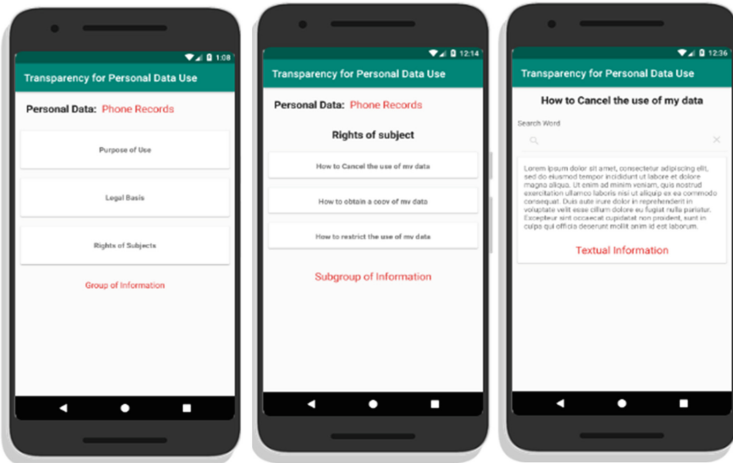 1:08
Transparency for Personal Data Use
Personal Data: Phone Records
Purpose of Use
Legal Basis
Rights of Subjects
Group of Information
12:14
Transparency for Personal Data Use
Personal Data: Phone Records
Rights of subject
How to Cancel the use of my data
How to obtain a copy of my data
How to restrict the use of my data
Subgroup of Information
12:36
Transparency for Personal Data Use
How to Cancel the use of my data
Search Word
Lorem ipsum dolor sit amet, consectetur adipiscing elit,
sed do eiusmod tempor incididunt ut labore et dolore
magna aliqua. Ut enim ad minim veniam, quis nostrud
exercitation ullamco laboris nisi ut aliquip ex ea commodo
consequat. Duis aute irure dolor in reprehenderit in
voluptate velit esse cillum dolore eu fugiat nulla pariatur.
Excepteur sint occaecat cupidatat non proident, sunt in
culpa qui officia deserunt mollit anim id est laborum.
Textual Information